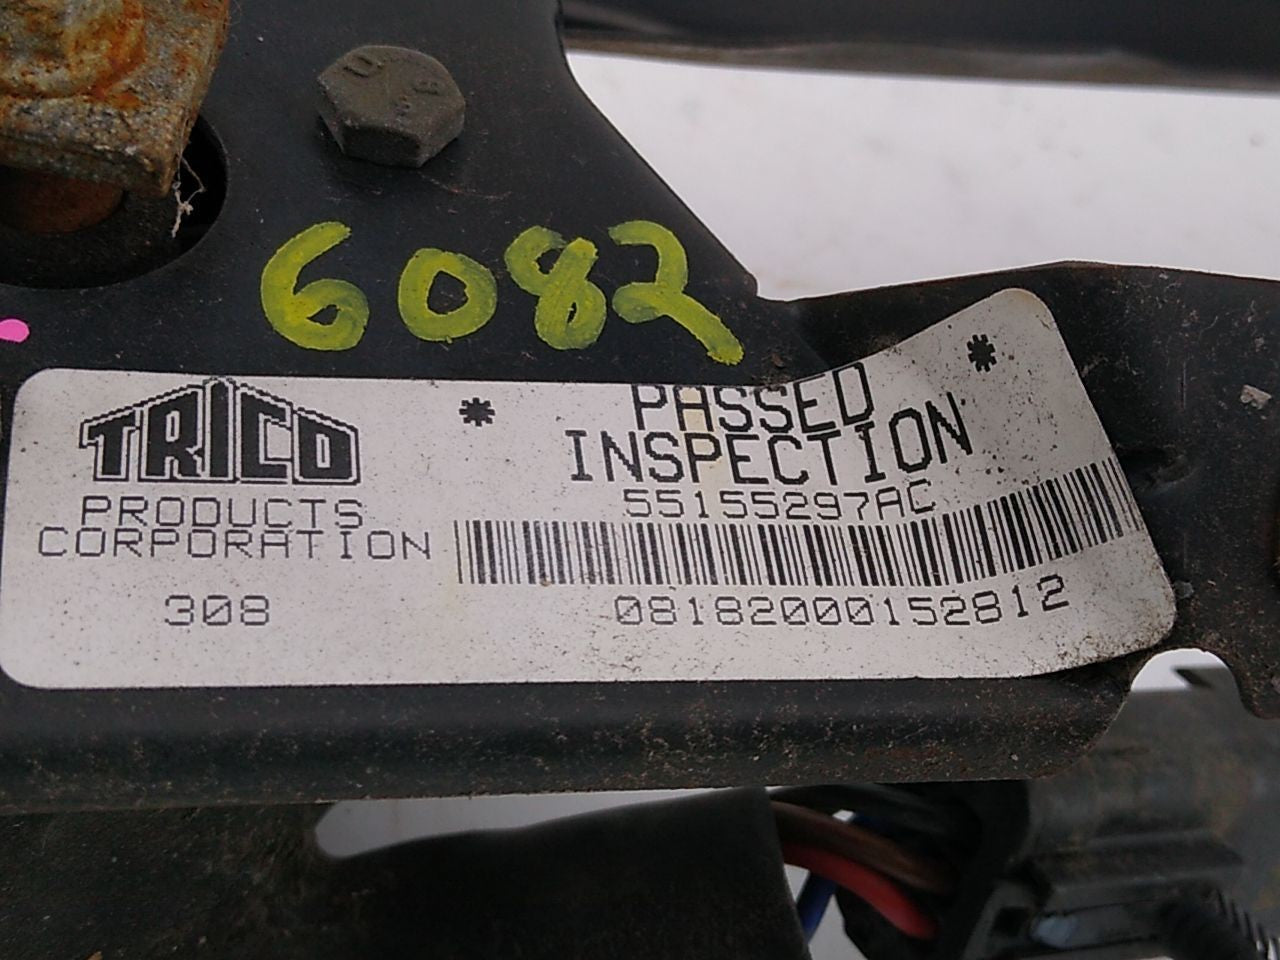 6082
TRICO
PRODUCTS
CORPORATION
308
* PASSED *
INSPECTION
55155297AC
08182000152812